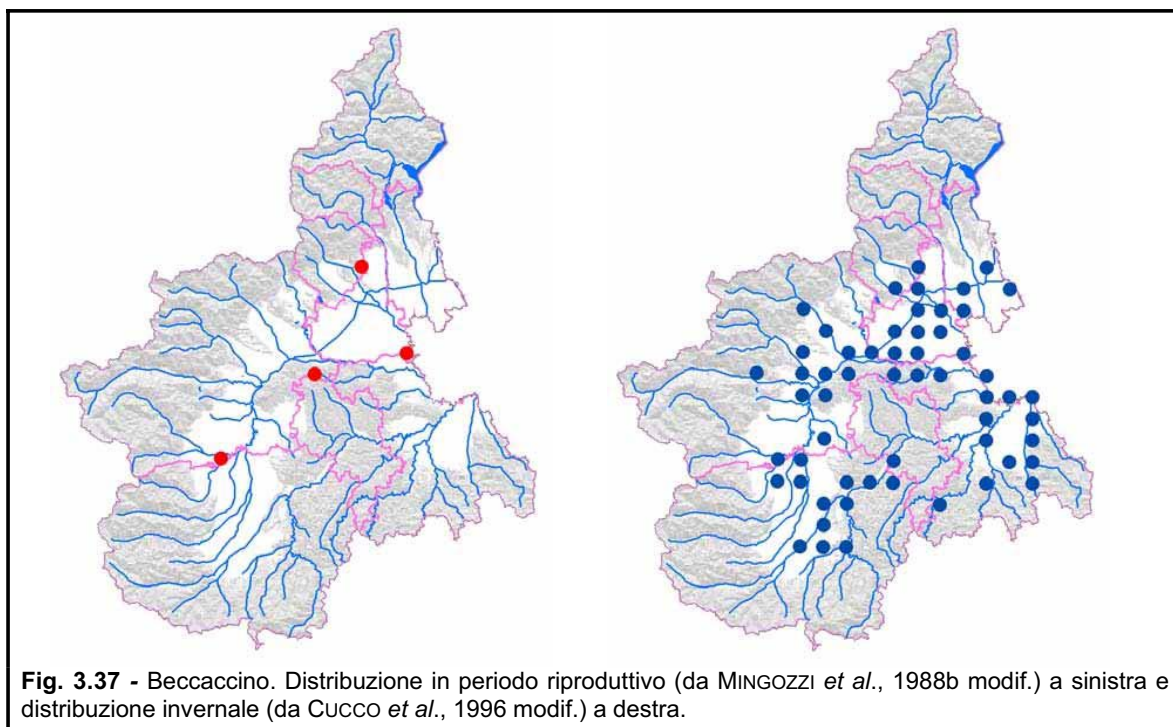 Fig. 3.37 - Beccaccino. Distribuzione in periodo riproduttivo (da MINGOZZI et al., 1988b modif.) a sinistra e
distribuzione invernale (da CUCCO et al., 1996 modif.) a destra.